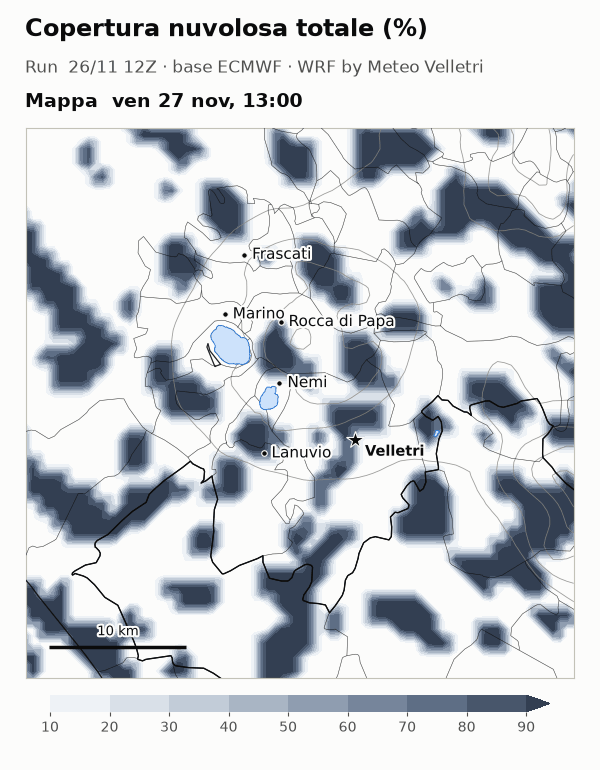 Copertura nuvolosa totale (%)
Run  26/11 12Z · base ECMWF · WRF by Meteo Velletri
Mappa  ven 27 nov, 13:00
Frascati
Marino
Rocca di Papa
Nemi
Velletri
Lanuvio
10 km
10 20 30 40 50 60 70 80 90